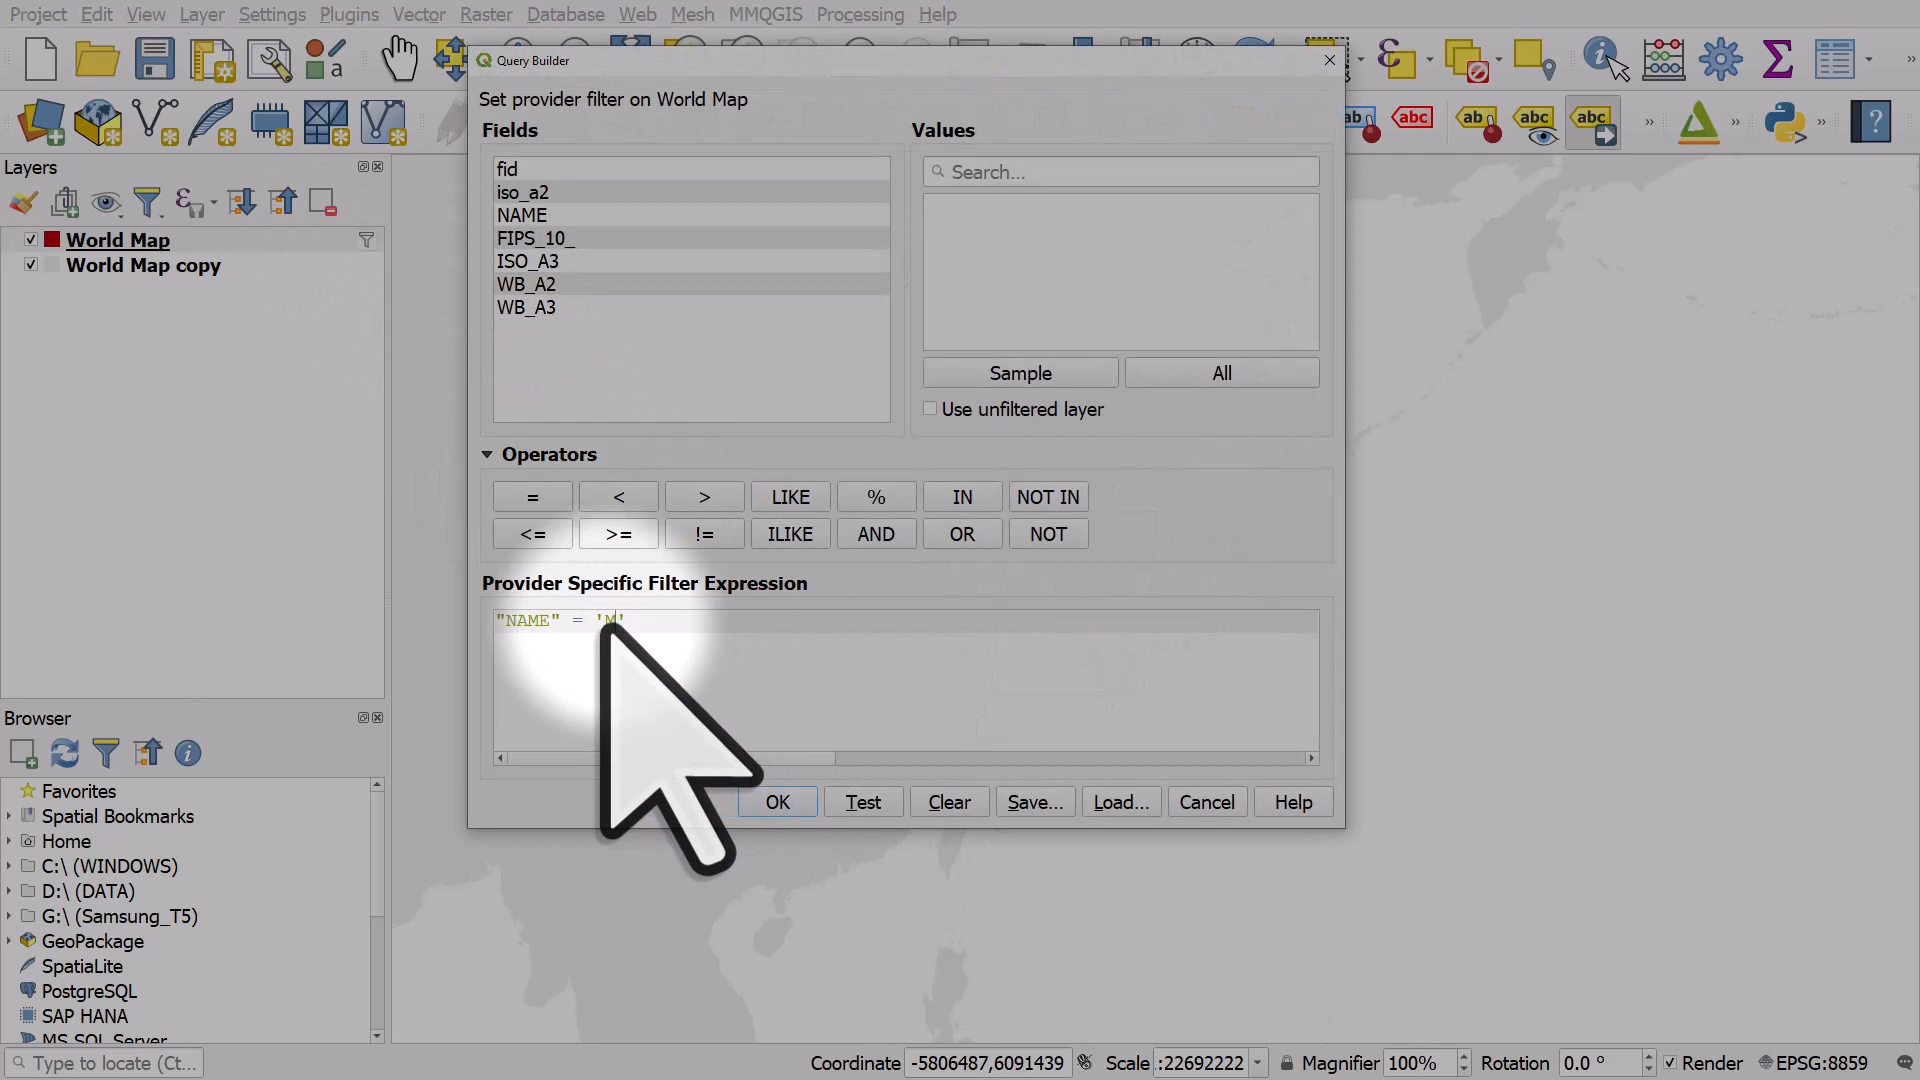 Project Edit View Layer Settings Plugins Vector Raster Database Web Mesh MMQGIS Processing Help
Query Builder
Set provider filter on World Map
Fields
Values
fid
iso_a2
NAME
FIPS_10_
ISO_A3
WB_A2
WB_A3
Search...
Sample All
Use unfiltered layer
Operators
= < > LIKE % IN NOT IN
<= >= != ILIKE AND OR NOT
Provider Specific Filter Expression
"NAME" = 'M'
OK Test Clear Save... Load... Cancel Help
Layers
World Map
World Map copy
Browser
Favorites
Spatial Bookmarks
Home
C:\ (WINDOWS)
D:\ (DATA)
G:\ (Samsung_T5)
GeoPackage
SpatiaLite
PostgreSQL
SAP HANA
MS SQL Server
a
ab abc ab abc abc
Type to locate (Ct...
Coordinate -5806487,6091439 Scale :22692222 Magnifier 100% Rotation 0.0 ° Render EPSG:8859